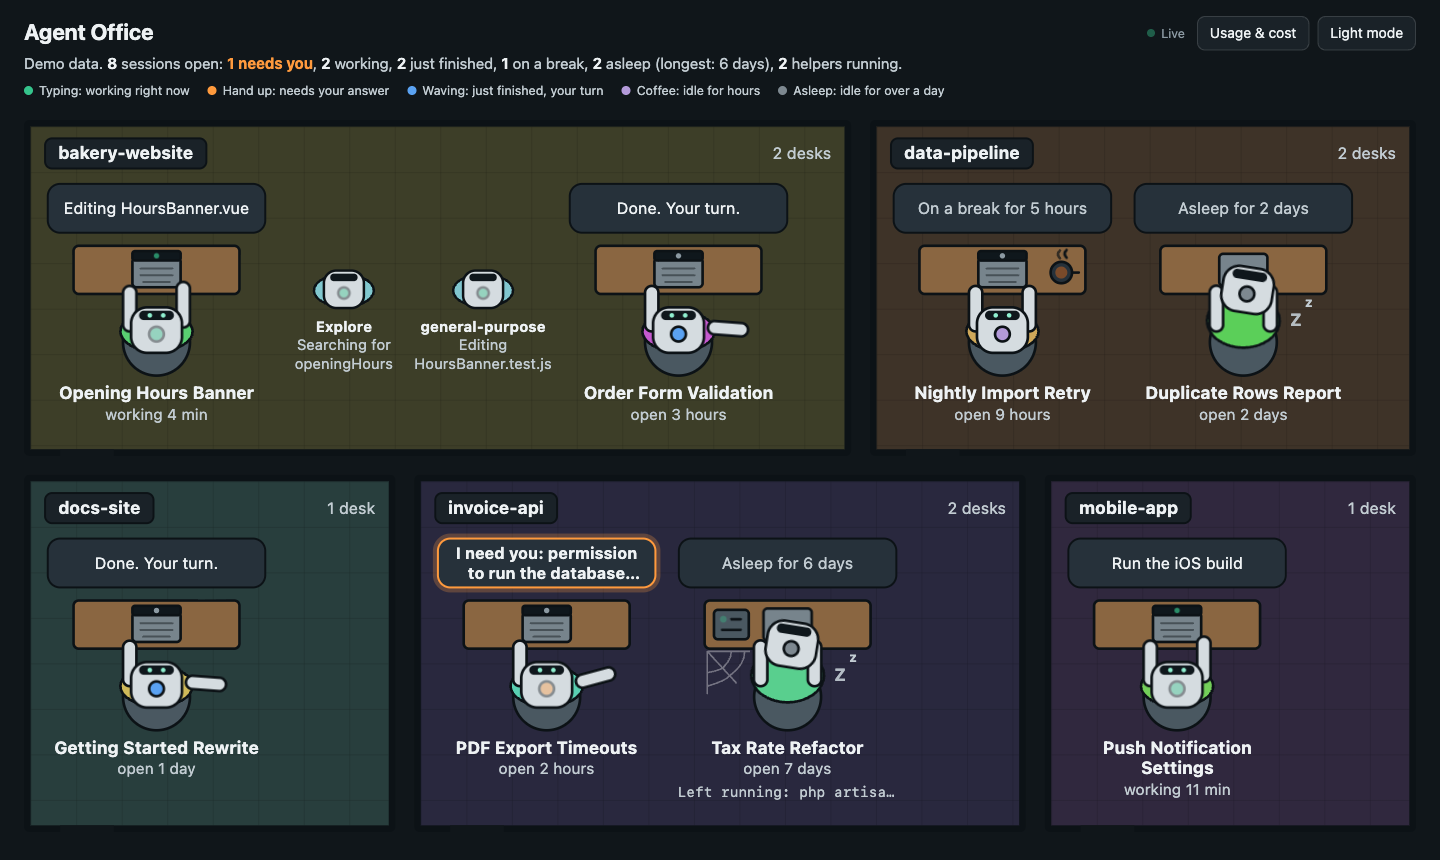 Agent Office
Live
Usage & cost
Light mode
Demo data. 8 sessions open: 1 needs you, 2 working, 2 just finished, 1 on a break, 2 asleep (longest: 6 days), 2 helpers running.
Typing: working right now
Hand up: needs your answer
Waving: just finished, your turn
Coffee: idle for hours
Asleep: idle for over a day
bakery-website
2 desks
Editing HoursBanner.vue
Done. Your turn.
Explore
Searching for
openingHours
general-purpose
Editing
HoursBanner.test.js
Opening Hours Banner
working 4 min
Order Form Validation
open 3 hours
data-pipeline
2 desks
On a break for 5 hours
Asleep for 2 days
z
z
Nightly Import Retry
open 9 hours
Duplicate Rows Report
open 2 days
docs-site
1 desk
Done. Your turn.
Getting Started Rewrite
open 1 day
invoice-api
2 desks
I need you: permission
to run the database...
Asleep for 6 days
z
z
PDF Export Timeouts
open 2 hours
Tax Rate Refactor
open 7 days
Left running: php artisa…
mobile-app
1 desk
Run the iOS build
Push Notification
Settings
working 11 min